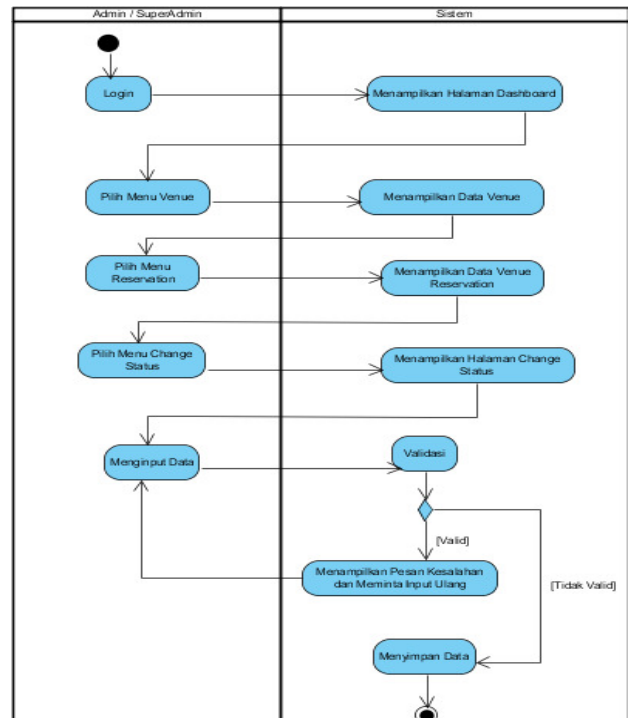 Admin / SuperAdmin
Sistem
Login
Menampilkan Halaman Dashboard
Pilih Menu Venue
Menampilkan Data Venue
Pilih Menu
Reservation
Menampilkan Data Venue
Reservation
Pilih Menu Change
Status
Menampilkan Halaman Change
Status
Menginput Data
Validasi
[Valid]
Menampilkan Pesan Kesalahan
dan Meminta Input Ulang
[Tidak Valid]
Menyimpan Data